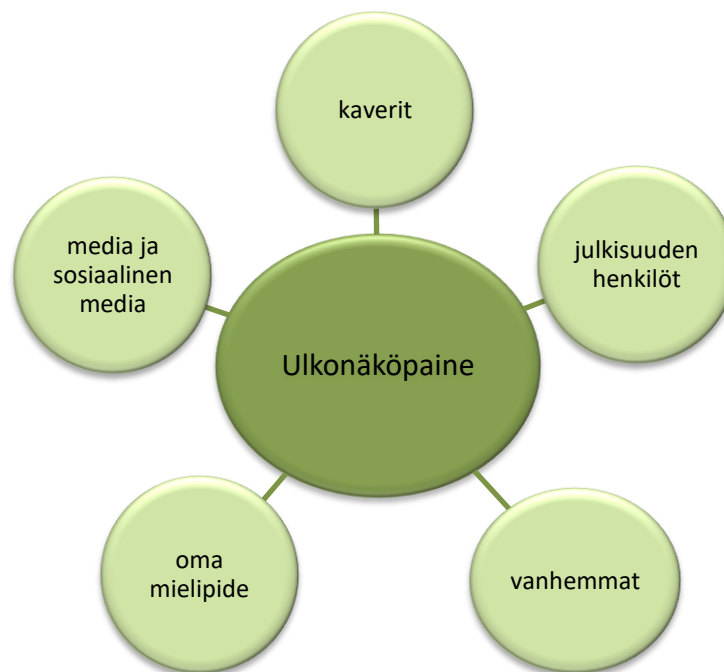 kaverit
media ja
sosiaalinen
media
julkisuuden
henkilöt
Ulkonäköpaine
oma
mielipide
vanhemmat